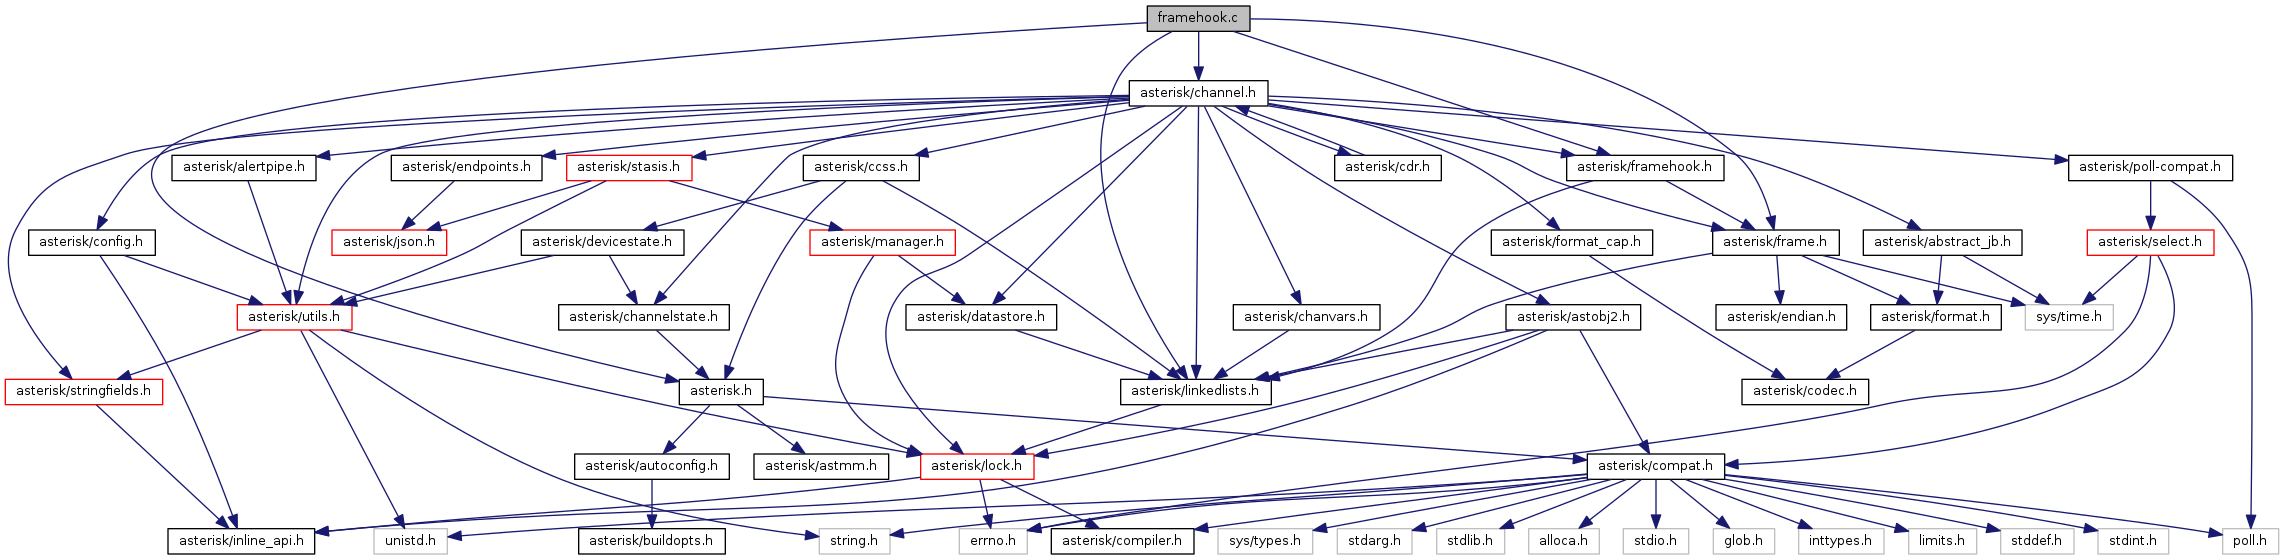 framehook.c
asterisk/channel.h
asterisk/alertpipe.h
asterisk/endpoints.h
asterisk/stasis.h
asterisk/ccss.h
asterisk/cdr.h
asterisk/framehook.h
asterisk/poll-compat.h
asterisk/config.h
asterisk/json.h
asterisk/devicestate.h
asterisk/manager.h
asterisk/format_cap.h
asterisk/frame.h
asterisk/abstract_jb.h
asterisk/select.h
asterisk/utils.h
asterisk/channelstate.h
asterisk/datastore.h
asterisk/chanvars.h
asterisk/astobj2.h
asterisk/endian.h
asterisk/format.h
sys/time.h
asterisk/stringfields.h
asterisk.h
asterisk/linkedlists.h
asterisk/codec.h
asterisk/autoconfig.h
asterisk/astmm.h
asterisk/lock.h
asterisk/compat.h
asterisk/inline_api.h
unistd.h
asterisk/buildopts.h
string.h
errno.h
asterisk/compiler.h
sys/types.h
stdarg.h
stdlib.h
alloca.h
stdio.h
glob.h
inttypes.h
limits.h
stddef.h
stdint.h
poll.h